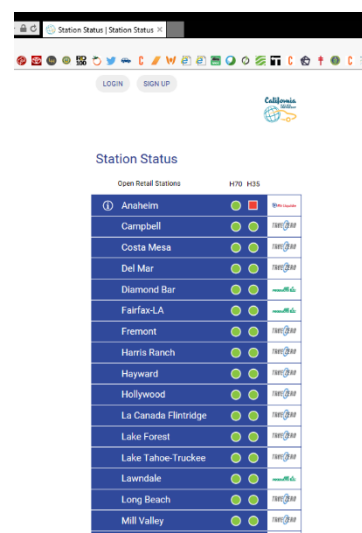 Station Status | Station Status ×
LOGIN SIGN UP
California
Station Status
Open Retail Stations H70 H35
Anaheim
Campbell
Costa Mesa
Del Mar
Diamond Bar
Fairfax-LA
Fremont
Harris Ranch
Hayward
Hollywood
La Canada Flintridge
Lake Forest
Lake Tahoe-Truckee
Lawndale
Long Beach
Mill Valley